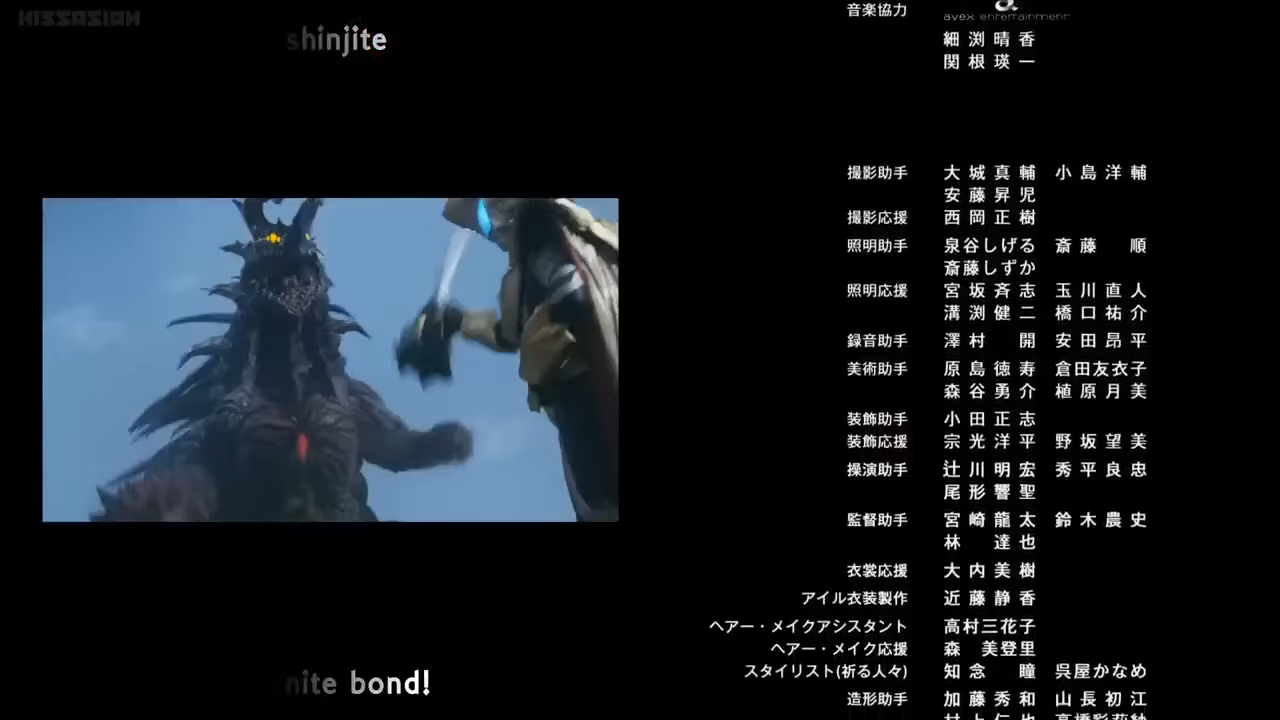 KISSASIAN
shinjite
nite bond!
音楽協力
avex entertainment
細渕晴香
関根瑛一
撮影助手 大城真輔 小島洋輔
安藤昇児
撮影応援 西岡正樹
照明助手 泉谷しげる 斎藤 順
斎藤しずか
照明応援 宮坂斉志 玉川直人
溝渕健二 橋口祐介
録音助手 澤村 開 安田昂平
美術助手 原島徳寿 倉田友衣子
森谷勇介 植原月美
装飾助手 小田正志
装飾応援 宗光洋平 野坂望美
操演助手 辻川明宏 秀平良忠
尾形響聖
監督助手 宮崎龍太 鈴木農史
林 達也
衣裳応援 大内美樹
アイル衣装製作 近藤静香
ヘアー・メイクアシスタント 高村三花子
ヘアー・メイク応援 森 美登里
スタイリスト(祈る人々) 知念 瞳 呉屋かなめ
造形助手 加藤秀和 山長初江